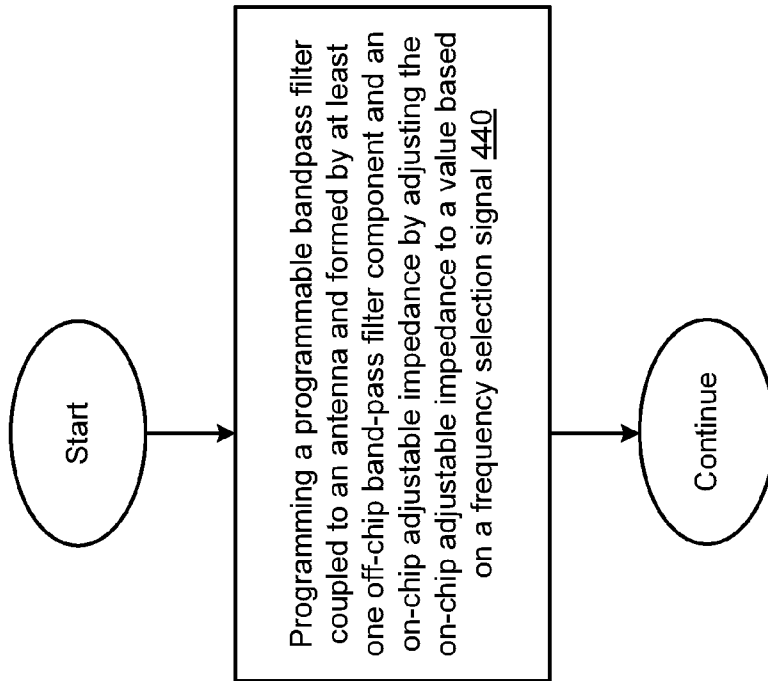 Start
Programming a programmable bandpass filter
coupled to an antenna and formed by at least
one off-chip band-pass filter component and an
on-chip adjustable impedance by adjusting the
on-chip adjustable impedance to a value based
on a frequency selection signal 440
Continue